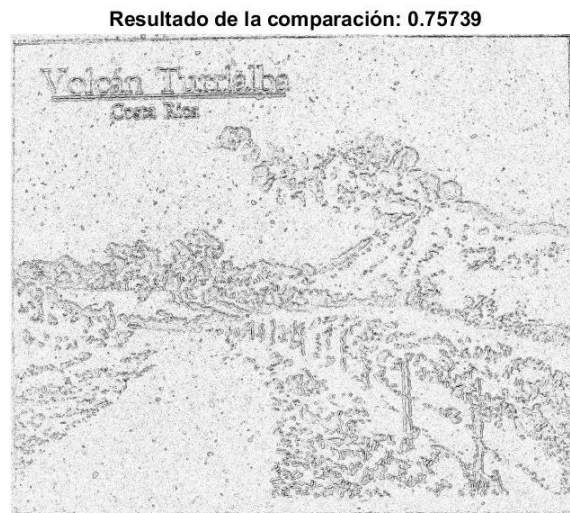 Resultado de la comparación: 0.75739
Volcán Turrialba
Costa Rica